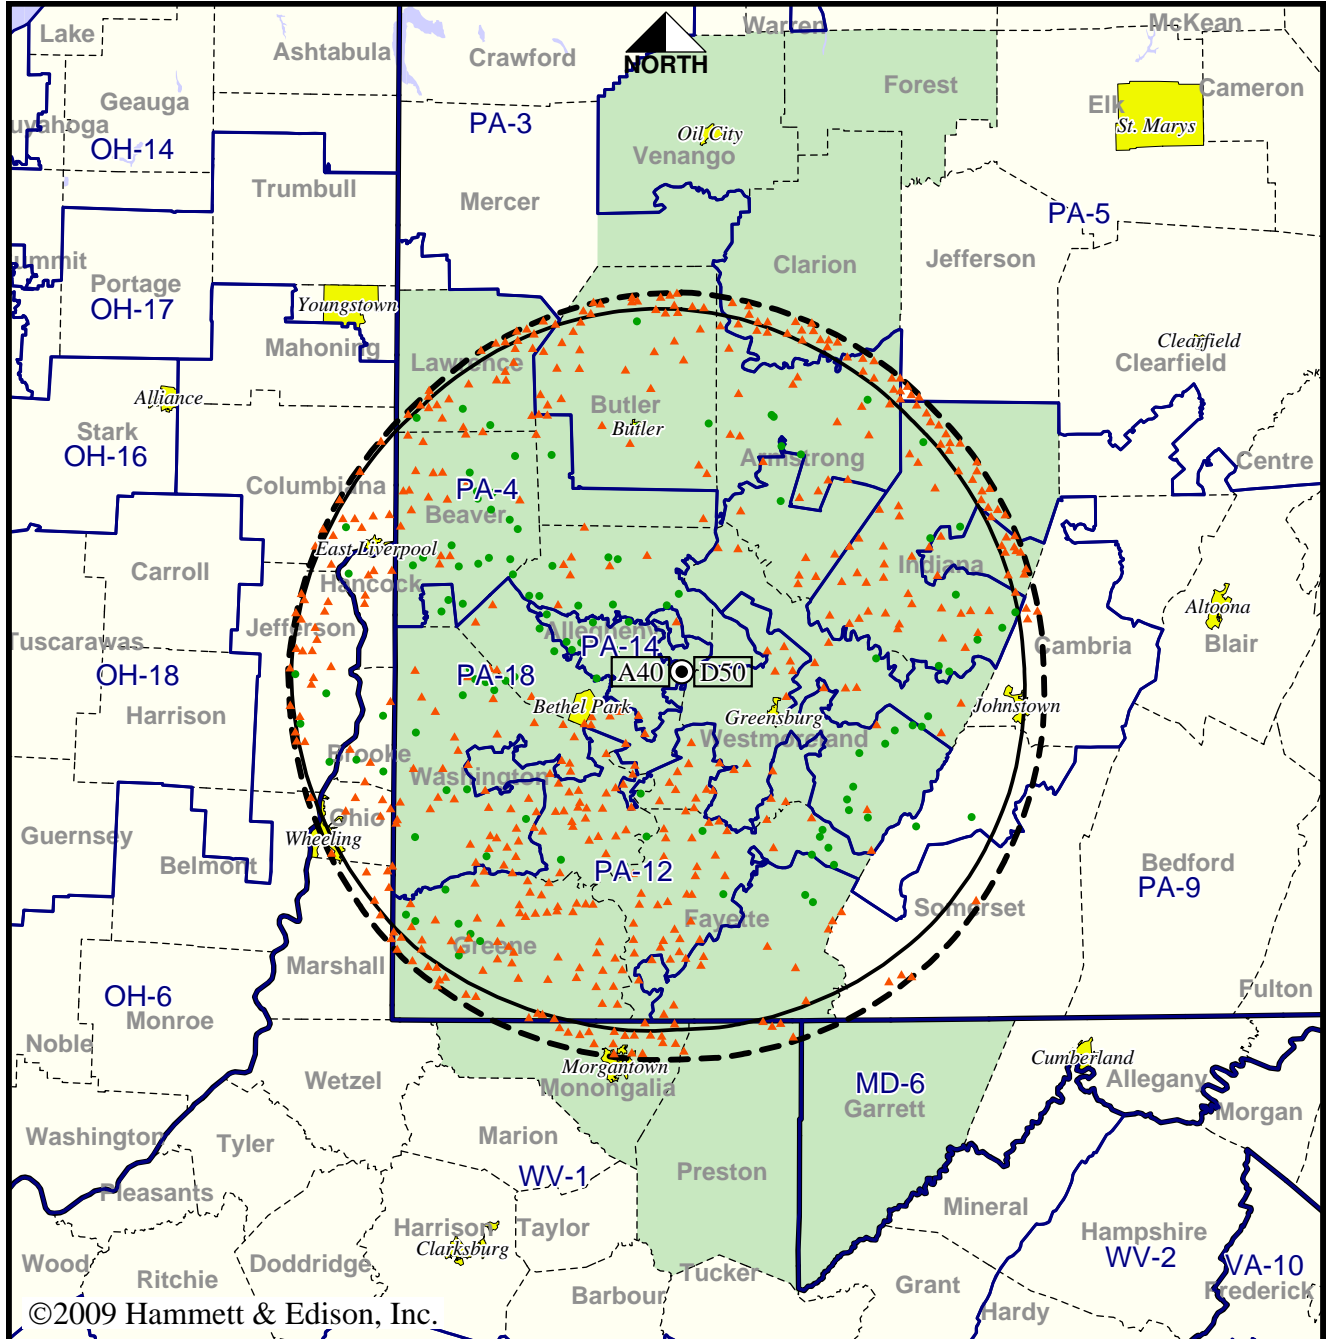 Lake
Ashtabula
Crawford
Warren
McKean
NORTH
Geauga
Forest
Elk
Cameron
uyahoga
PA-3
St. Marys
OH-14
Oil City
Venango
Trumbull
Mercer
PA-5
ummit
Clarion
Jefferson
Portage
OH-17
Youngstown
Mahoning
Clearfield
Clearfield
Lawrence
Alliance
Butler
Butler
Stark
OH-16
Armstrong
Centre
Columbiana
PA-4
Beaver
East Liverpool
Carroll
Hancock
Indiana
Altoona
Tuscarawas
Jefferson
Allegheny
PA-14
Cambria
Blair
OH-18
PA-18
A40
D50
Harrison
Bethel Park
Greensburg
Johnstown
Westmoreland
Brooke
Washington
Ohio
Guernsey
Wheeling
Belmont
PA-12
Bedford
PA-9
Fayette
Somerset
Greene
Marshall
OH-6
Monroe
Fulton
Noble
Morgantown
Monongalia
Wetzel
Cumberland
MD-6
Garrett
Allegany
Morgan
Washington
Tyler
Marion
WV-1
Preston
Pleasants
Mineral
Harrison
Taylor
Clarksburg
Hampshire
WV-2
Wood
Ritchie
Doddridge
Tucker
VA-10
Barbour
Grant
Frederick
Hardy
©2009 Hammett & Edison, Inc.